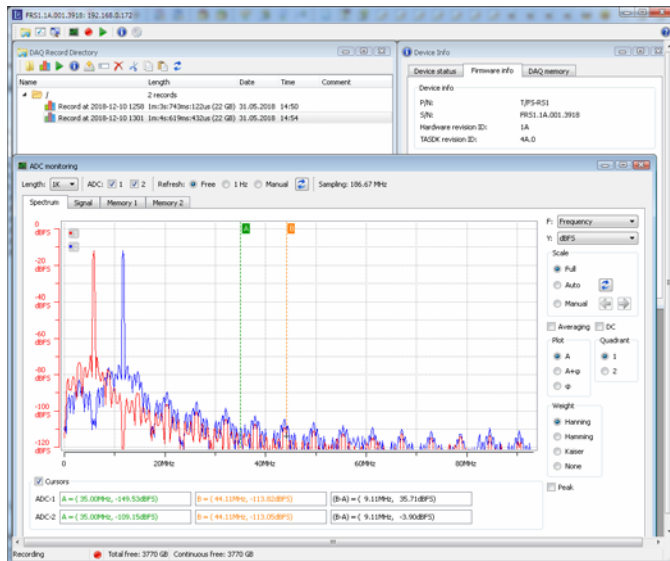 FRS1.1A.001.3918: 192.168.0.172
DAQ Record Directory
Name Length Date Time Comment
/ 2 records
Record at 2018-12-10 1258 1m:3s:743ms:122us (22 GB) 31.05.2018 14:50
Record at 2018-12-10 1301 1m:4s:619ms:432us (22 GB) 31.05.2018 14:54
Device Info
Device status Firmware info DAQ memory
Device info
P/N: T/FS-RS1
S/N: FRS1.1A.001.3918
Hardware revision ID: 1A
TASDK revision ID: 4A.0
ADC monitoring
Length: 1X ADC: 1 2 Refresh: Free 1 Hz Manual Sampling: 186.67 MHz
Spectrum Signal Memory 1 Memory 2
0
dBFS
-20
dBFS
-40
dBFS
-60
dBFS
-80
dBFS
-100
dBFS
-120
dBFS
A B
0 20MHz 40MHz 60MHz 80MHz
F: Frequency
Y: dBFS
Scale
Full
Auto
Manual
Averaging DC
Plot Quadrant
A 1
A+φ 2
φ
Weight
Hanning
Hamming
Kaiser
None
Peak
Cursors
ADC-1 A = ( 35.00MHz, -149.53dBFS) B = ( 44.11MHz, -113.82dBFS) (B-A) = ( 9.11MHz, 35.71dBFS)
ADC-2 A = ( 35.00MHz, -109.15dBFS) B = ( 44.11MHz, -113.05dBFS) (B-A) = ( 9.11MHz, -3.90dBFS)
Recording Total free: 3770 GB Continuous free: 3770 GB